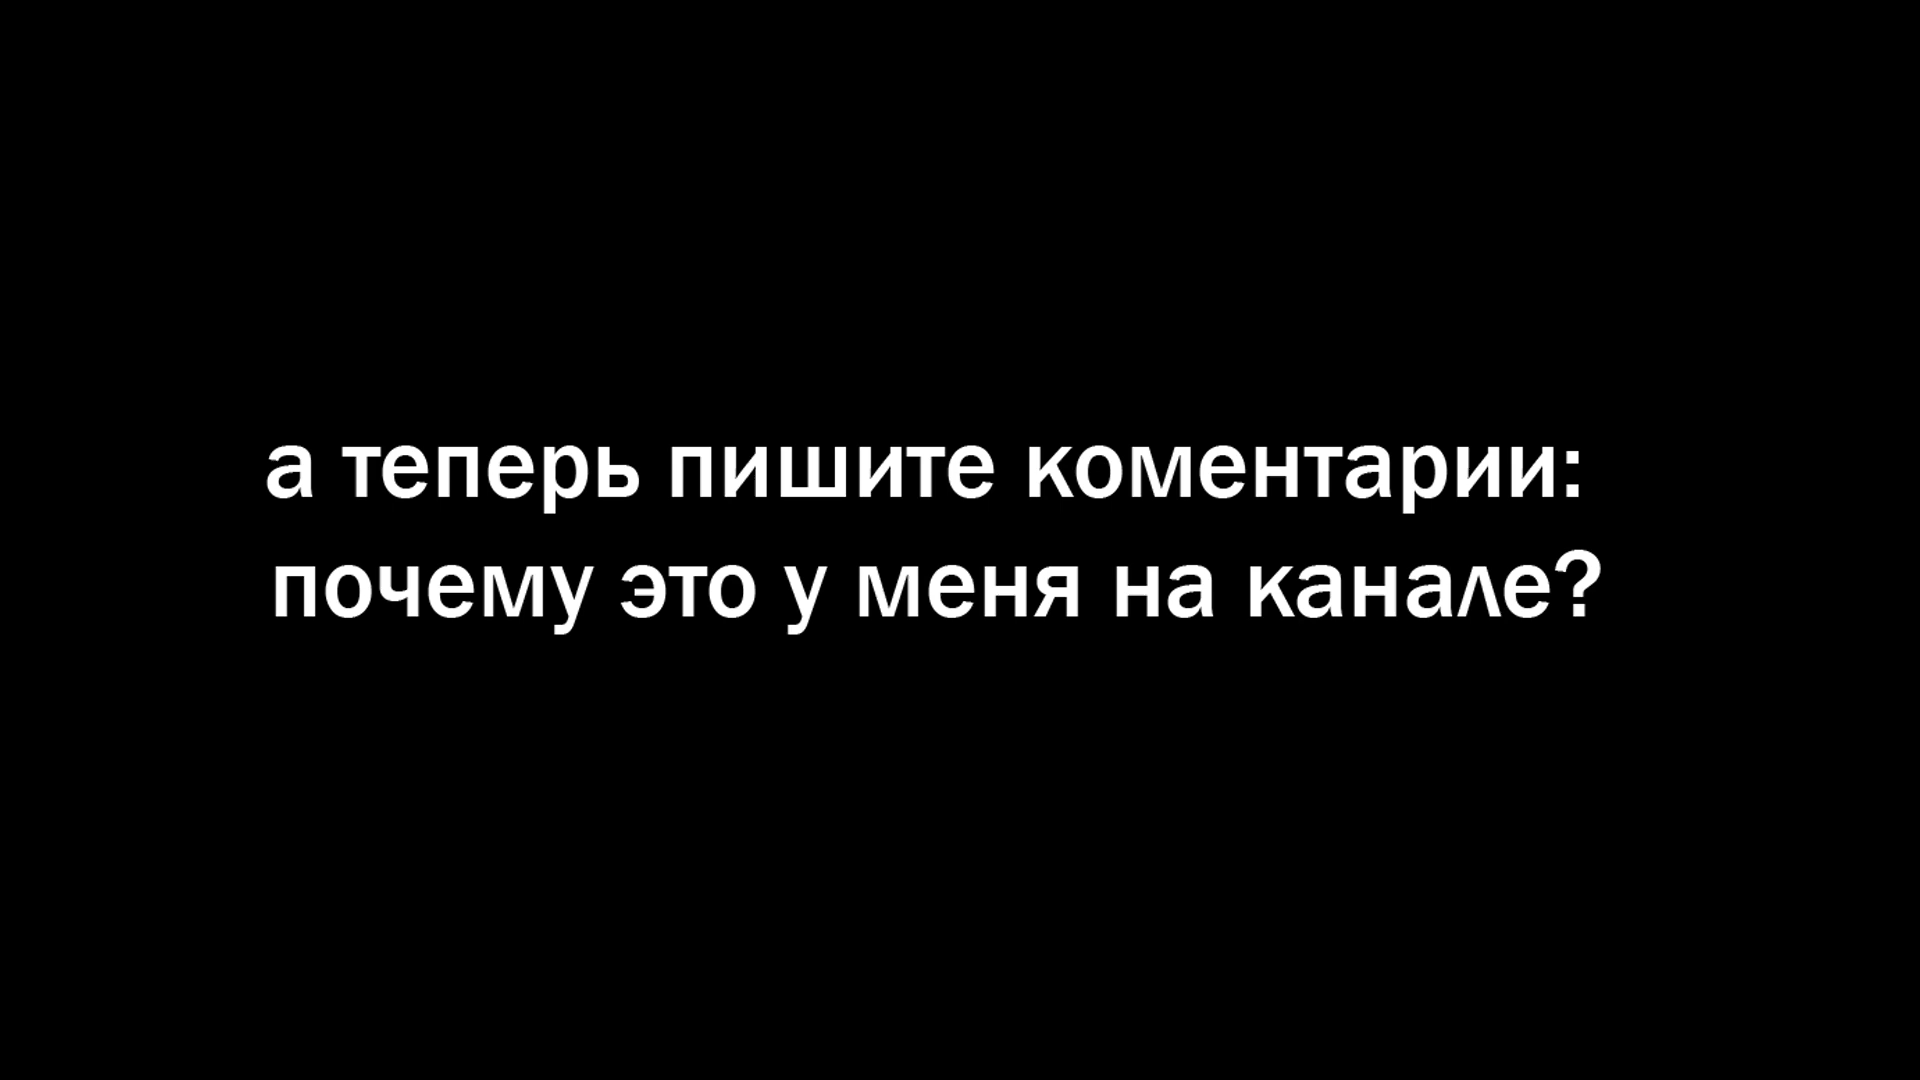 а теперь пишите коментарии:
почему это у меня на канале?